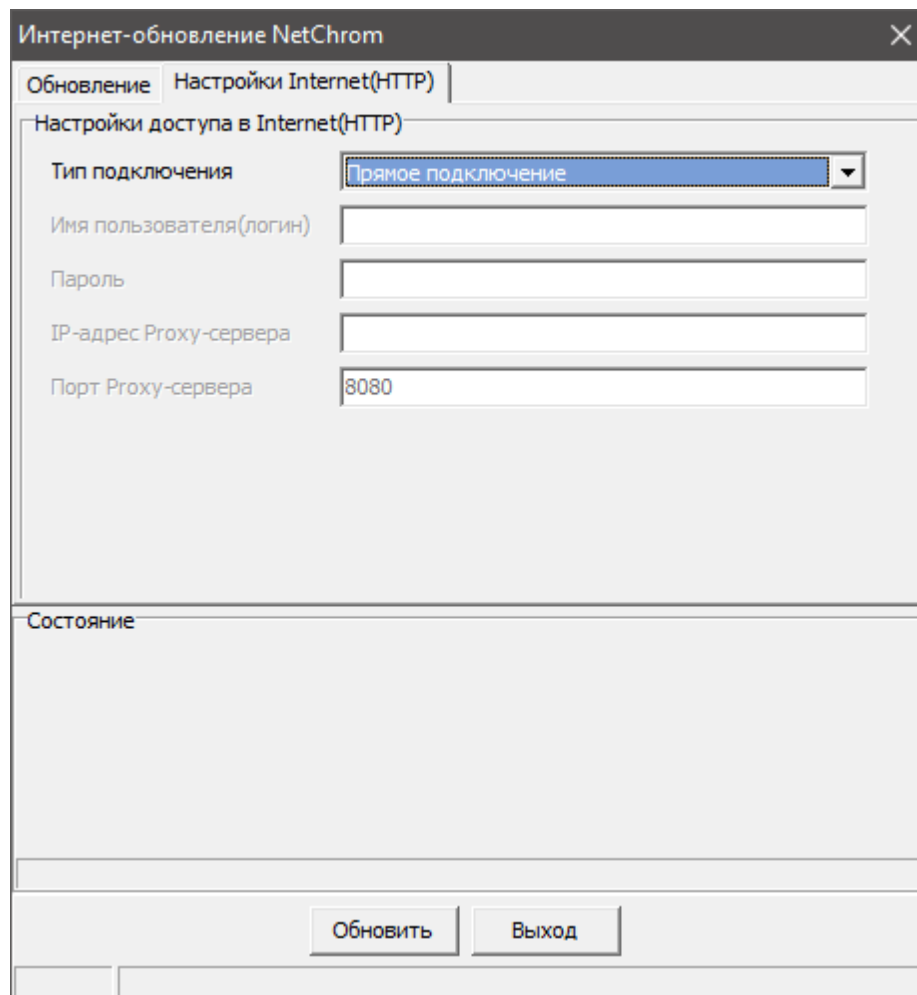 Интернет-обновление NetChrom
Обновление Настройки Internet(HTTP)
Настройки доступа в Internet(HTTP)
Тип подключения Прямое подключение
Имя пользователя(логин)
Пароль
IP-адрес Proxy-сервера
Порт Proxy-сервера 8080
Состояние
Обновить Выход